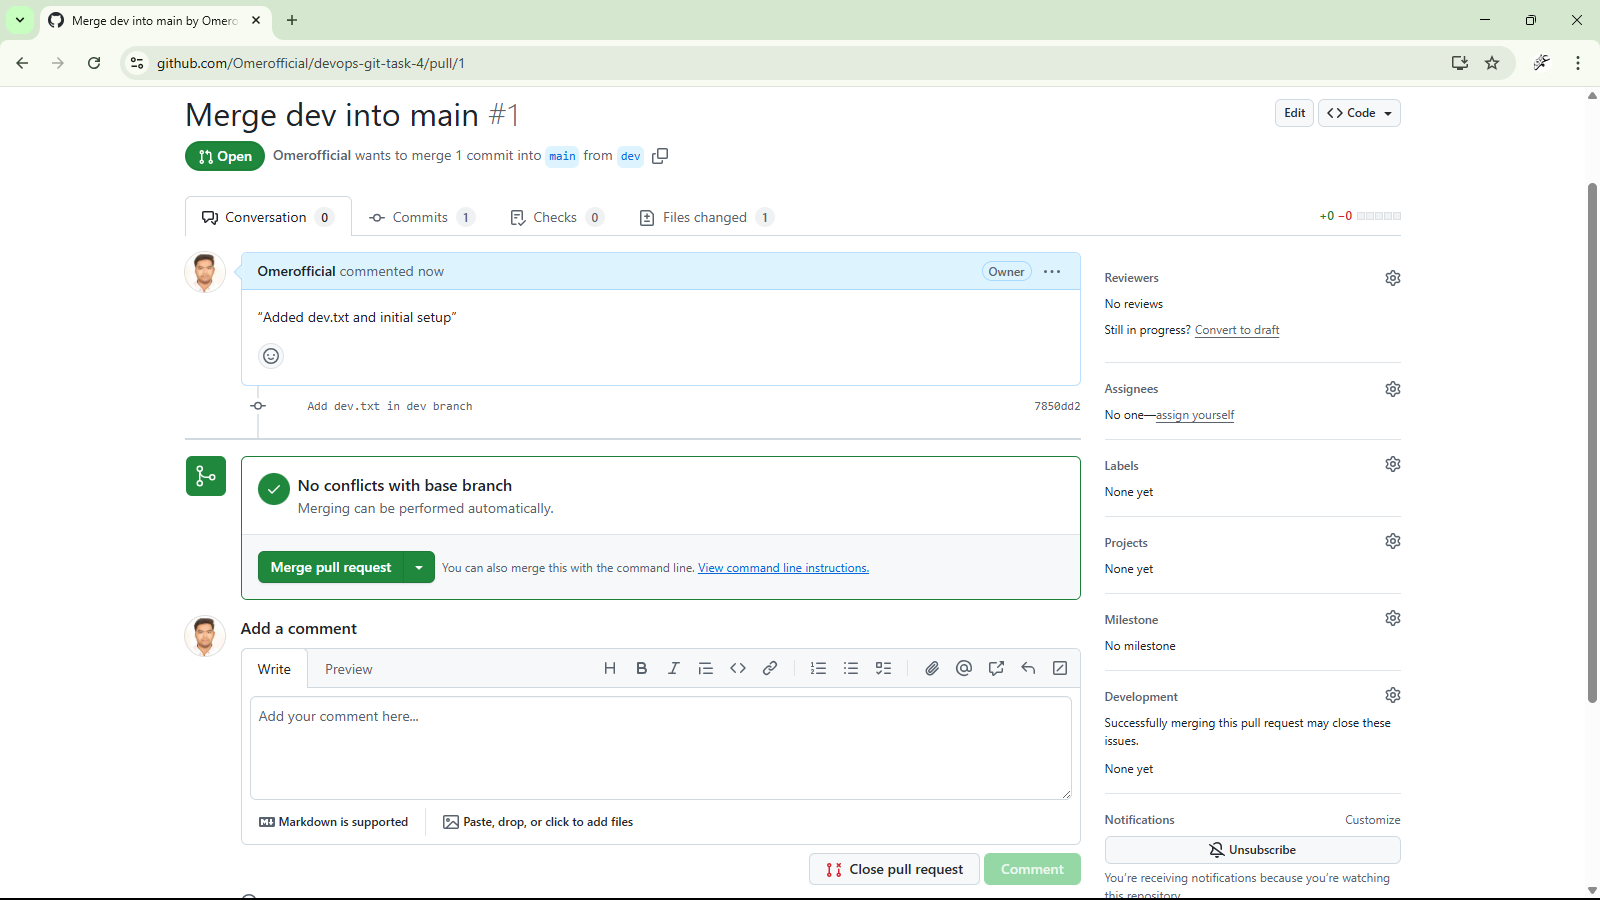 Merge dev into main by Omero
github.com/Omerofficial/devops-git-task-4/pull/1
Merge dev into main #1
Edit
Code
Open
Omerofficial wants to merge 1 commit into main from dev
Conversation 0
Commits 1
Checks 0
Files changed 1
+0 −0
Omerofficial commented now
Owner
“Added dev.txt and initial setup”
Add dev.txt in dev branch
7850dd2
No conflicts with base branch
Merging can be performed automatically.
Merge pull request
You can also merge this with the command line. View command line instructions.
Add a comment
Write
Preview
Add your comment here...
Markdown is supported
Paste, drop, or click to add files
Close pull request
Comment
Reviewers
No reviews
Still in progress? Convert to draft
Assignees
No one—assign yourself
Labels
None yet
Projects
None yet
Milestone
No milestone
Development
Successfully merging this pull request may close these
issues.
None yet
Notifications
Customize
Unsubscribe
You’re receiving notifications because you’re watching
this repository.